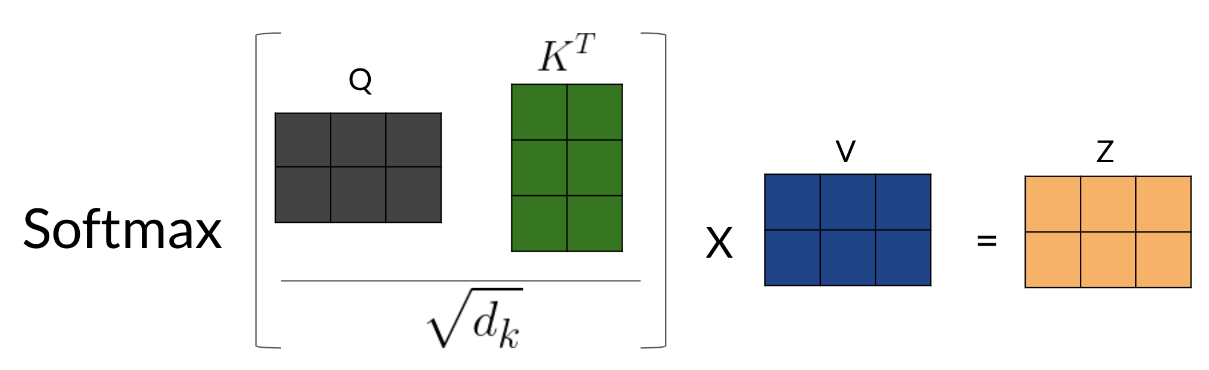 Softmax
Q
K^T
√d_k
X
V
=
Z